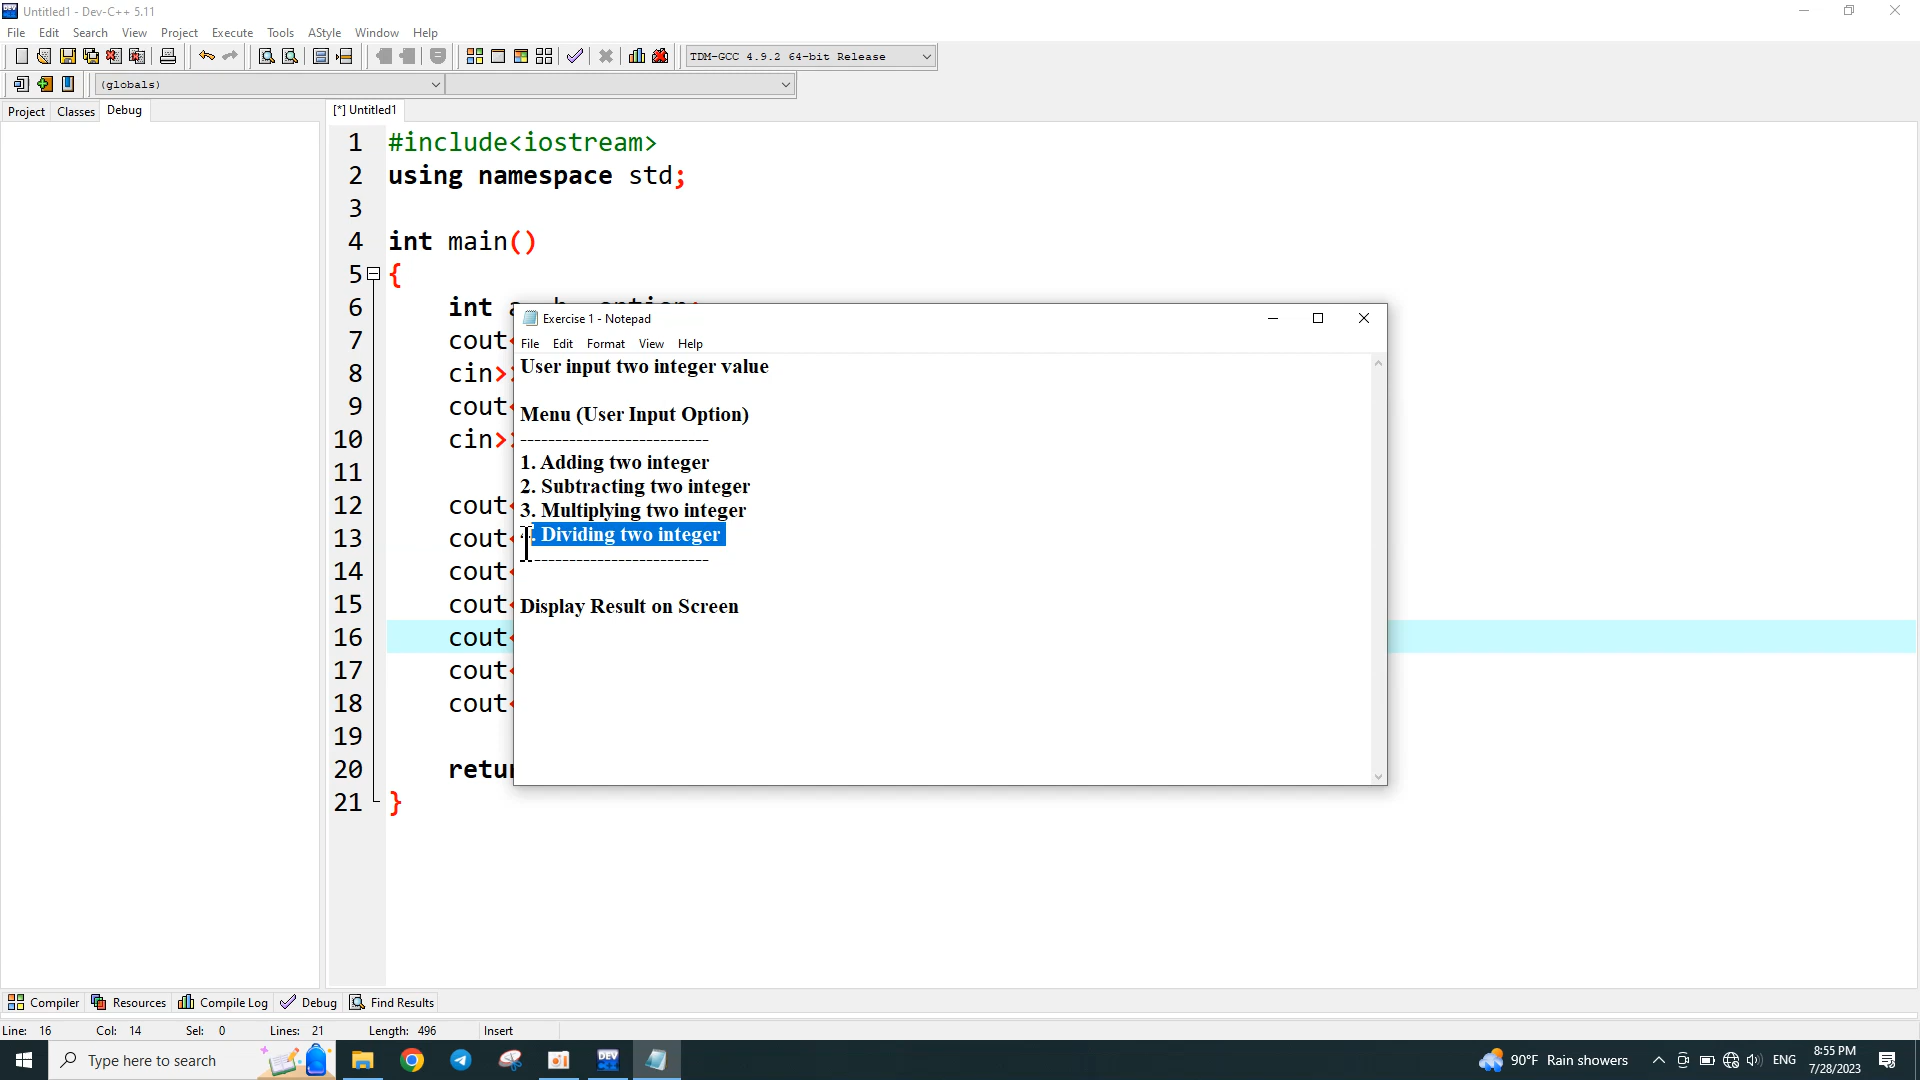 Untitled1 - Dev-C++ 5.11
File Edit Search View Project Execute Tools AStyle Window Help
TDM-GCC 4.9.2 64-bit Release
(globals)
Project Classes Debug
[*] Untitled1
1 #include<iostream>
2 using namespace std;
3
4 int main()
5 {
6 int
7 cout<
8 cin>
9 cout<
10 cin>
11
12 cout<
13 cout<
14 cout<
15 cout<
16 cout<
17 cout<
18 cout<
19
20 retur
21 }
Exercise 1 - Notepad
File Edit Format View Help
User input two integer value
Menu (User Input Option)
---------------------------
1. Adding two integer
2. Subtracting two integer
3. Multiplying two integer
. Dividing two integer
---------------------------
Display Result on Screen
Compiler Resources Compile Log Debug Find Results
Line: 16 Col: 14 Sel: 0 Lines: 21 Length: 496 Insert
Type here to search
DEV
90°F Rain showers
ENG
8:55 PM
7/28/2023